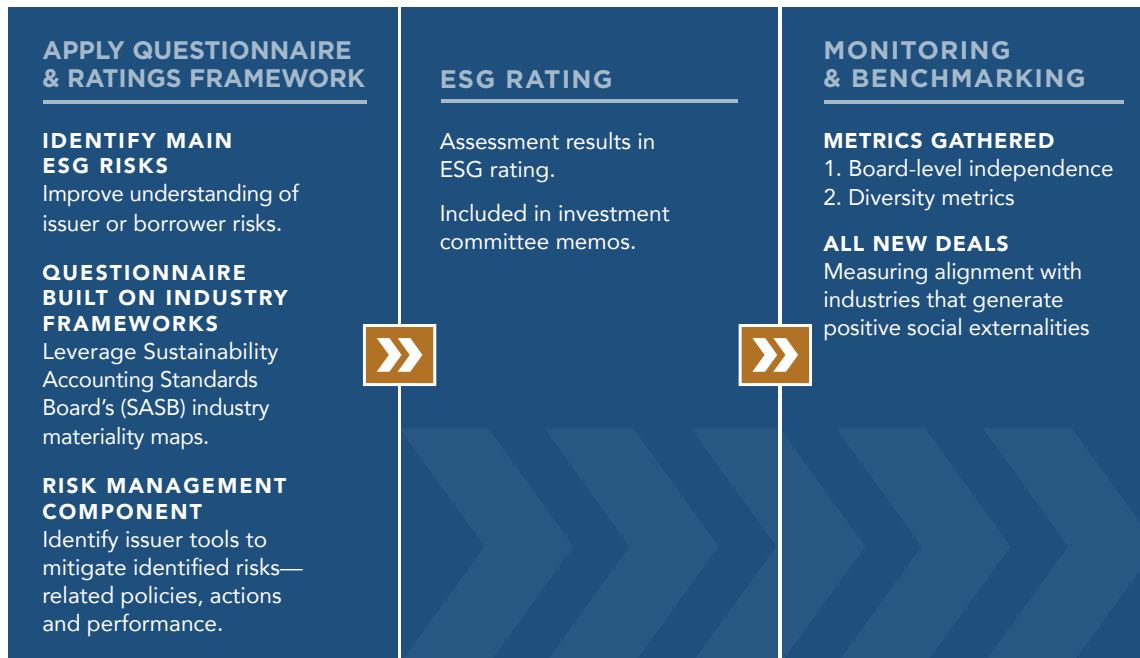 APPLY QUESTIONNAIRE
& RATINGS FRAMEWORK
IDENTIFY MAIN
ESG RISKS
Improve understanding of
issuer or borrower risks.
QUESTIONNAIRE
BUILT ON INDUSTRY
FRAMEWORKS
Leverage Sustainability
Accounting Standards
Board’s (SASB) industry
materiality maps.
RISK MANAGEMENT
COMPONENT
Identify issuer tools to
mitigate identified risks—
related policies, actions
and performance.
ESG RATING
Assessment results in
ESG rating.
Included in investment
committee memos.
MONITORING
& BENCHMARKING
METRICS GATHERED
1. Board-level independence
2. Diversity metrics
ALL NEW DEALS
Measuring alignment with
industries that generate
positive social externalities